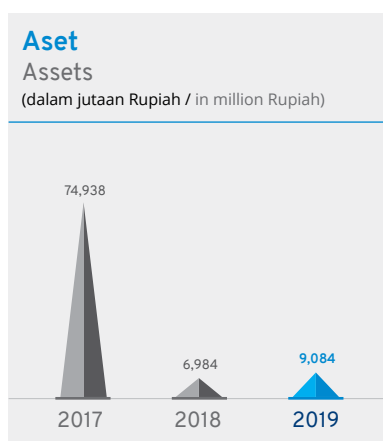 Aset
Assets
(dalam jutaan Rupiah / in million Rupiah)
74,938
6,984
9,084
2017 2018 2019